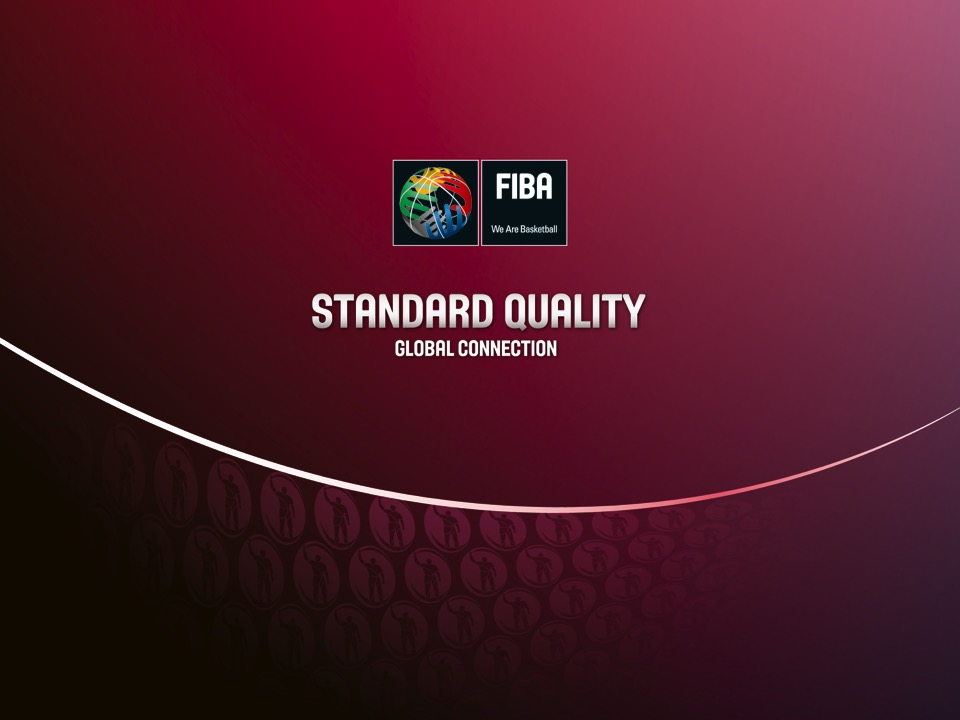 FIBA
We Are Basketball
STANDARD QUALITY
GLOBAL CONNECTION